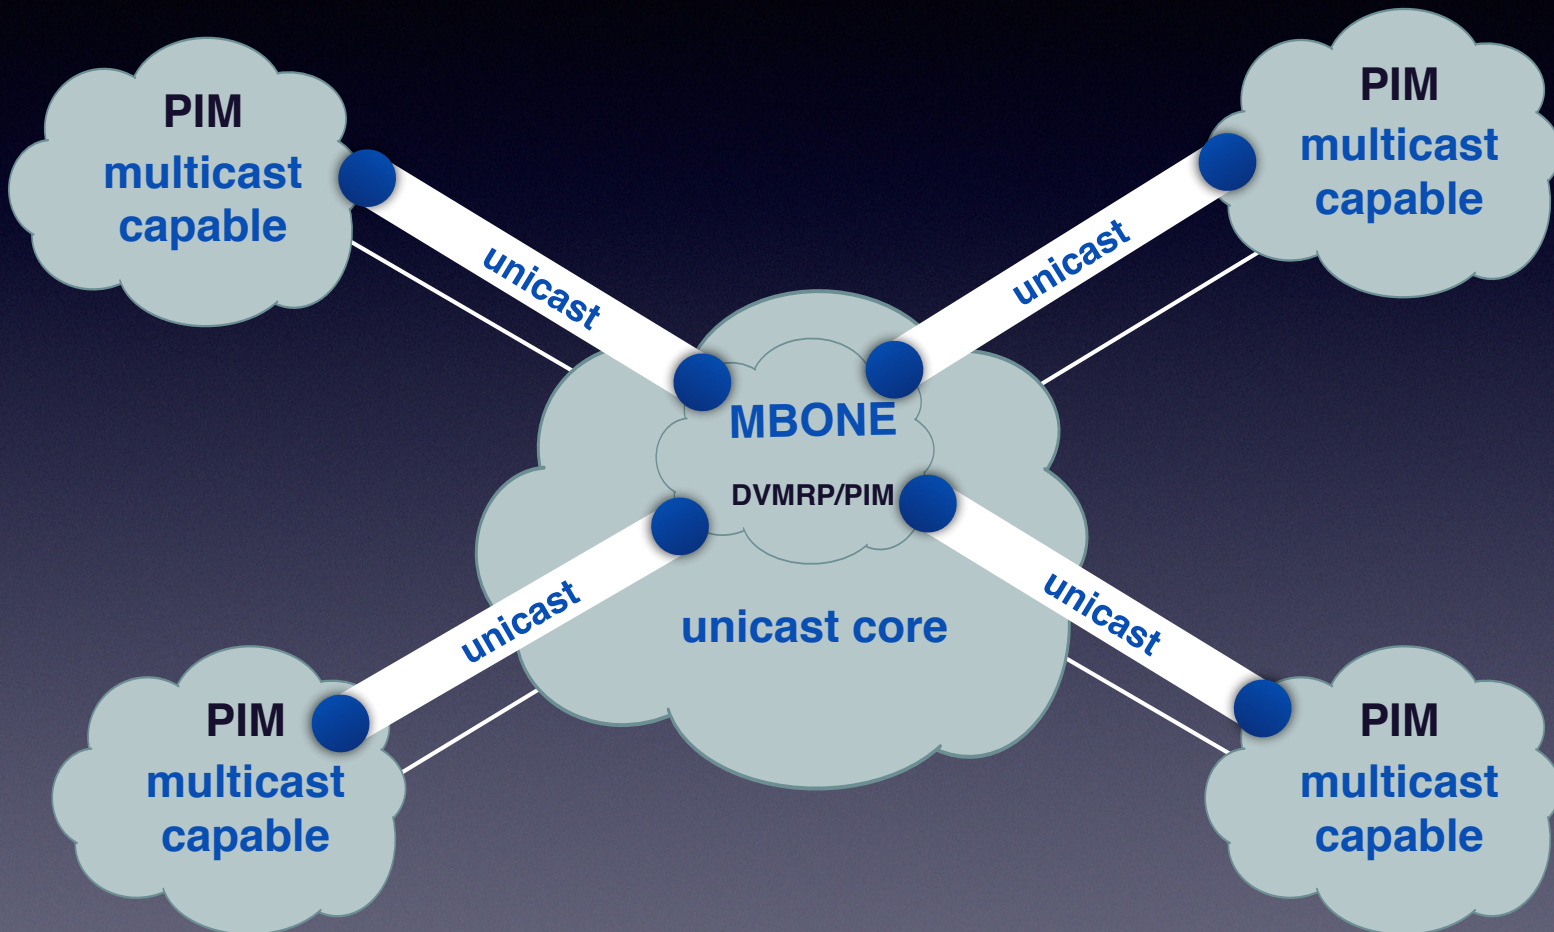 PIM
multicast
capable
PIM
multicast
capable
unicast
unicast
MBONE
DVMRP/PIM
unicast
unicast
unicast core
PIM
multicast
capable
PIM
multicast
capable